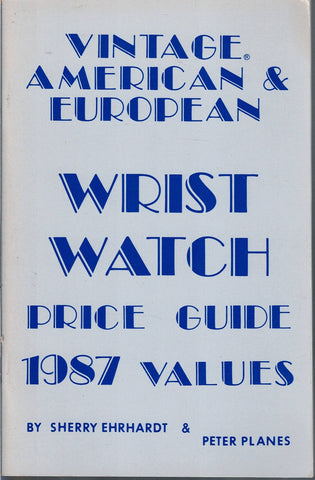 VINTAGE®
AMERICAN &
EUROPEAN
WRIST
WATCH
PRICE GUIDE
1987 VALUES
BY SHERRY EHRHARDT &
PETER PLANES